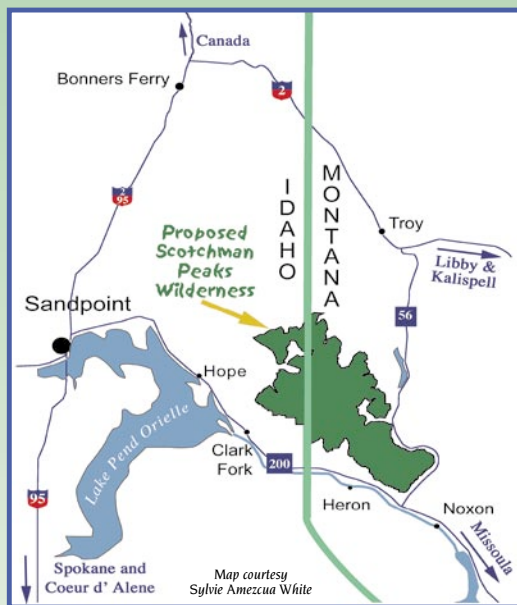 Canada
Bonners Ferry
2
2
95
IDAHO
MONTANA
Proposed
Scotchman
Peaks
Wilderness
Troy
Libby &
Kalispell
Sandpoint
56
Hope
Lake Pend Orielle
Clark
Fork
200
Heron
Noxon
95
Missoula
Spokane and
Coeur d' Alene
Map courtesy
Sylvie Amezcua White